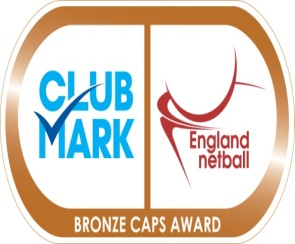 CLUB
MARK
England
netball
BRONZE CAPS AWARD